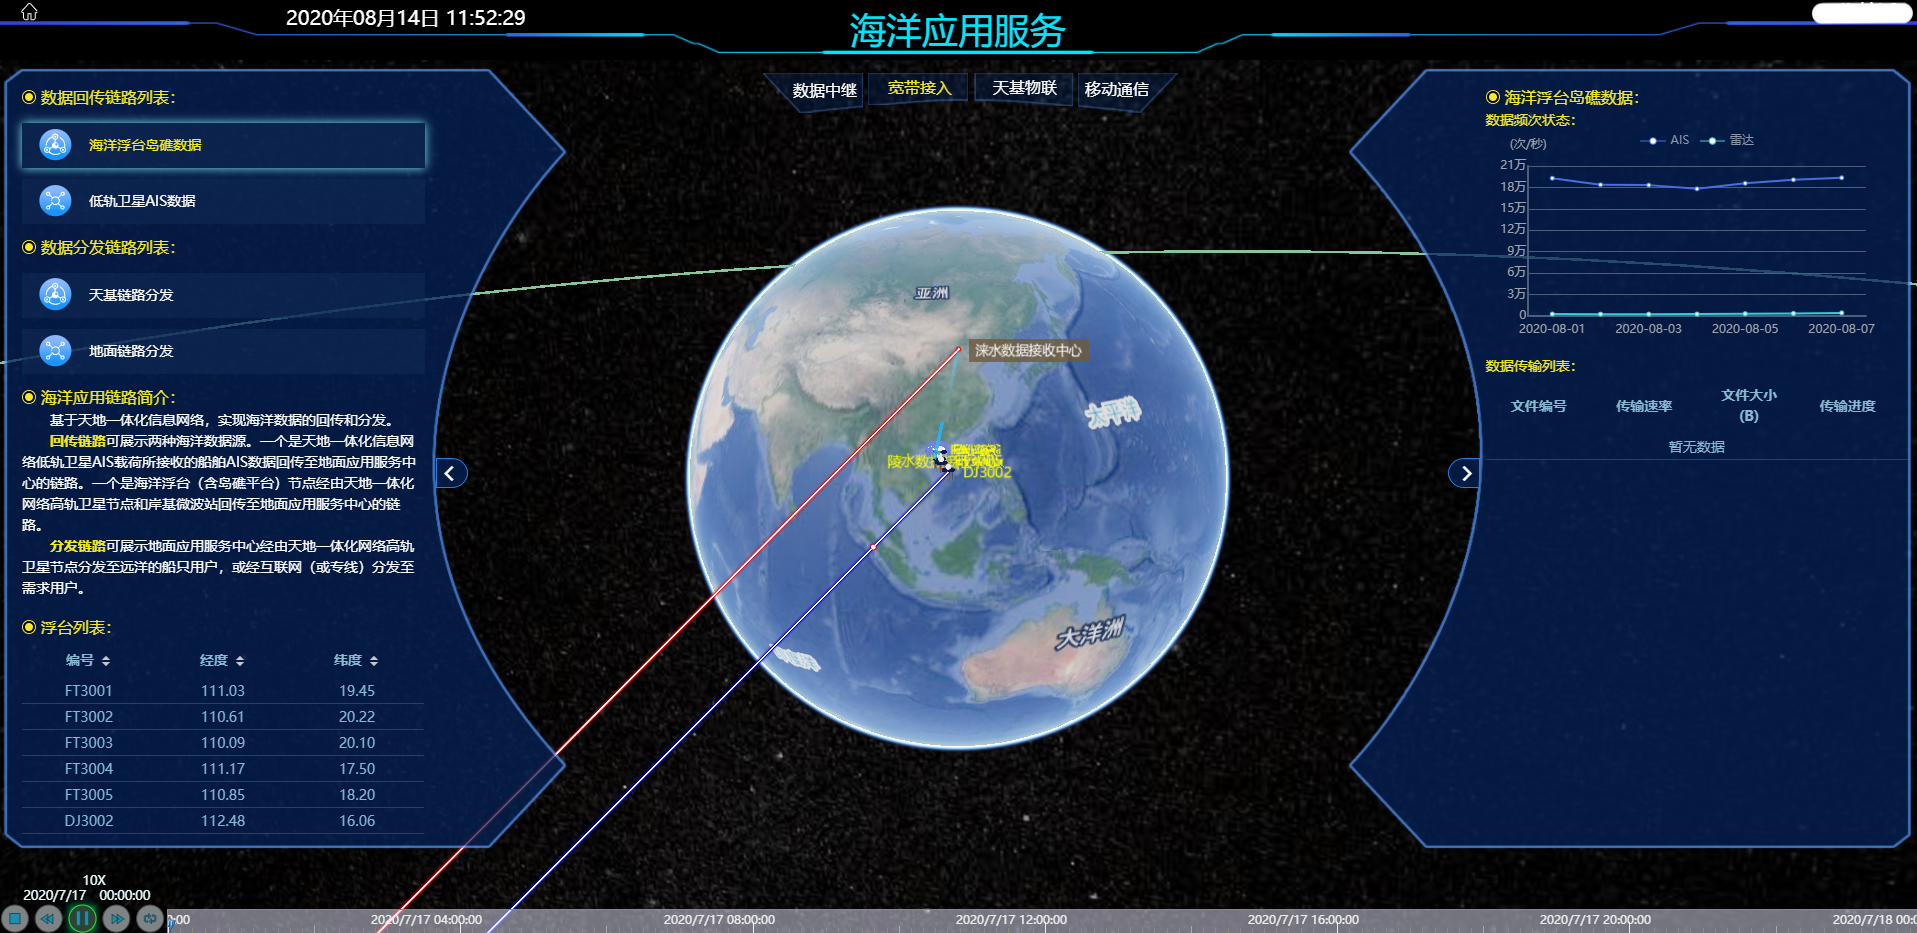 2020年08月14日 11:52:29
海洋应用服务
数据中继
宽带接入
天基物联
移动通信
数据回传链路列表：
海洋浮台岛礁数据
低轨卫星AIS数据
数据分发链路列表：
天基链路分发
地面链路分发
海洋应用链路简介：
基于天地一体化信息网络，实现海洋数据的回传和分发。
回传链路可展示两种海洋数据源。一个是天地一体化信息网
络低轨卫星AIS载荷所接收的船舶AIS数据回传至地面应用服务中
心的链路。一个是海洋浮台（含岛礁平台）节点经由天地一体化
网络高轨卫星节点和岸基微波站回传至地面应用服务中心的链
路。
分发链路可展示地面应用服务中心经由天地一体化网络高轨
卫星节点分发至远洋的船只用户，或经互联网（或专线）分发至
需求用户。
浮台列表：
编号 经度 纬度
FT3001 111.03 19.45
FT3002 110.61 20.22
FT3003 110.09 20.10
FT3004 111.17 17.50
FT3005 110.85 18.20
DJ3002 112.48 16.06
亚洲
涞水数据接收中心
太平洋
陵水数
DJ3002
大洋洲
海洋浮台岛礁数据：
数据频次状态：
(次/秒)
AIS 雷达
21万
18万
15万
12万
9万
6万
3万
0
2020-08-01 2020-08-03 2020-08-05 2020-08-07
数据传输列表：
文件编号 传输速率 文件大小 传输进度
(B)
暂无数据
10X
2020/7/17 00:00:00
0:00 2020/7/17 04:00:00 2020/7/17 08:00:00 2020/7/17 12:00:00 2020/7/17 16:00:00 2020/7/17 20:00:00 2020/7/18 00:0